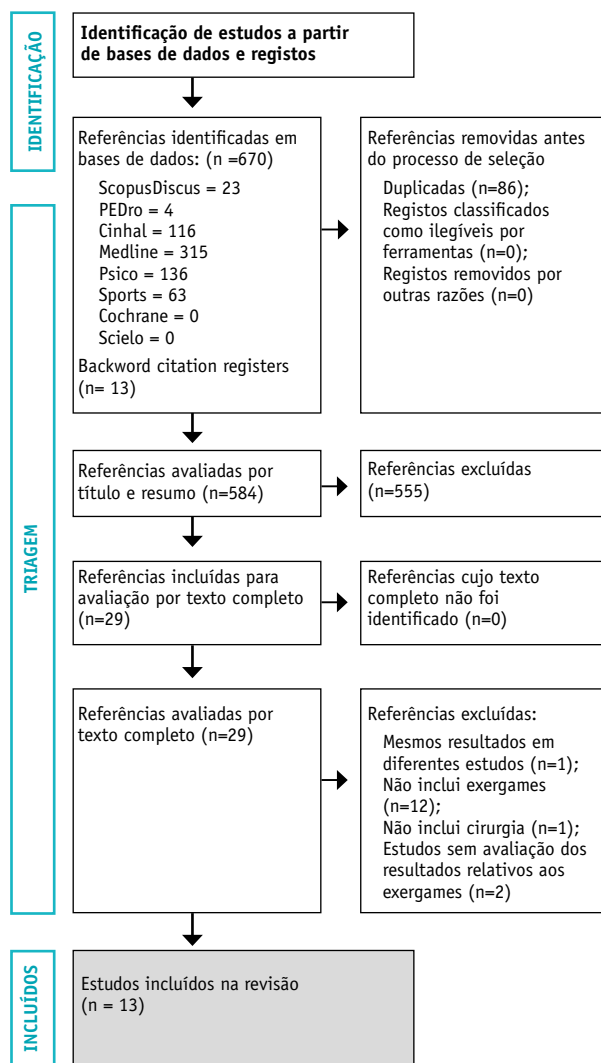 IDENTIFICAÇÃO
Identificação de estudos a partir
de bases de dados e registos
Referências identificadas em
bases de dados: (n =670)
ScopusDiscus = 23
PEDro = 4
Cinhal = 116
Medline = 315
Psico = 136
Sports = 63
Cochrane = 0
Scielo = 0
Backword citation registers
(n= 13)
Referências removidas antes
do processo de seleção
Duplicadas (n=86);
Registos classificados
como ilegíveis por
ferramentas (n=0);
Registos removidos por
outras razões (n=0)
TRIAGEM
Referências avaliadas por
título e resumo (n=584)
Referências excluídas
(n=555)
Referências incluídas para
avaliação por texto completo
(n=29)
Referências cujo texto
completo não foi
identificado (n=0)
Referências avaliadas por
texto completo (n=29)
Referências excluídas:
Mesmos resultados em
diferentes estudos (n=1);
Não inclui exergames
(n=12);
Não inclui cirurgia (n=1);
Estudos sem avaliação dos
resultados relativos aos
exergames (n=2)
INCLUÍDOS
Estudos incluídos na revisão
(n = 13)